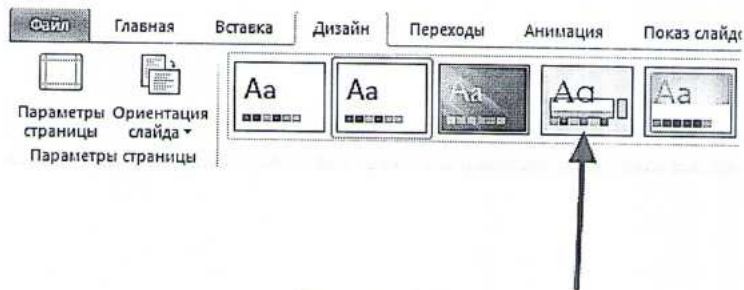 Файл Главная Вставка Дизайн Переходы Анимация Показ слайдо
Aa Aa Aa Aa Aa
Параметры страницы Ориентация слайда
Параметры страницы